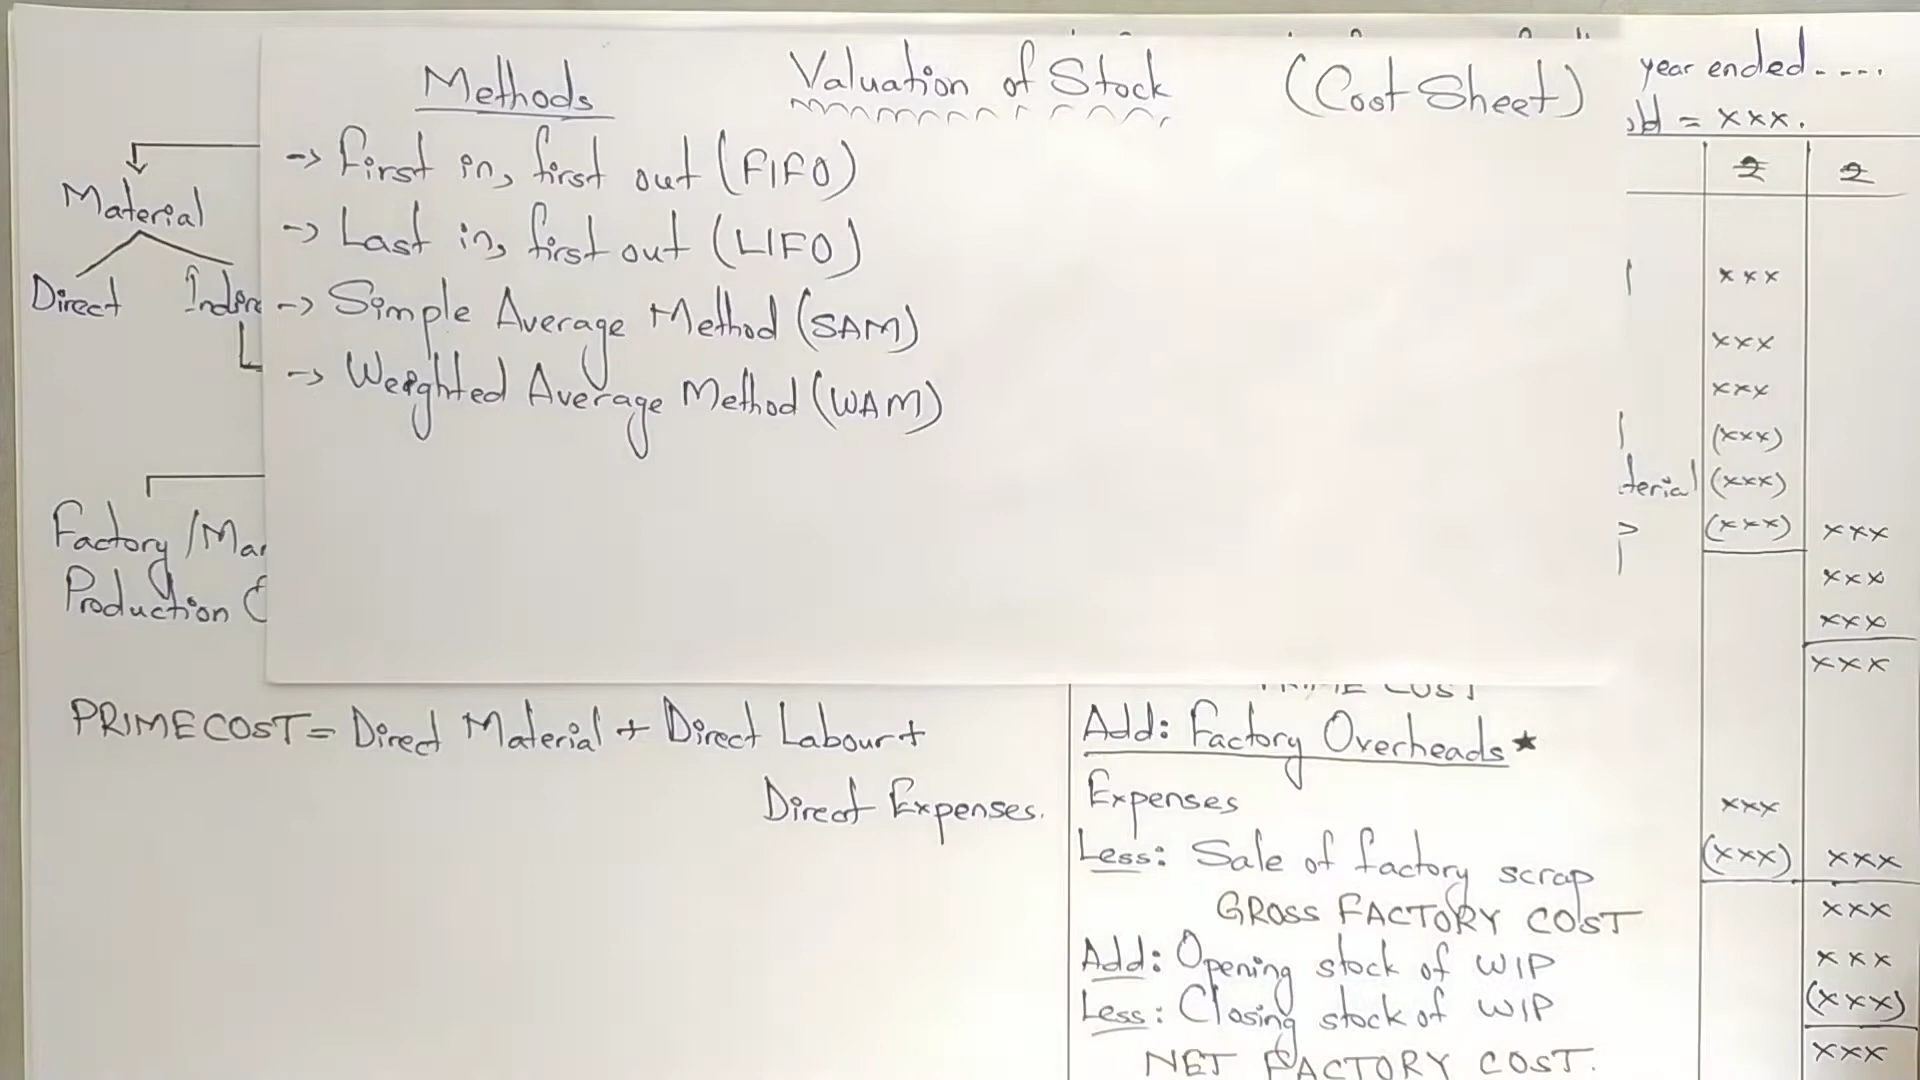 Methods Valuation of Stock (Cost Sheet)
-> First in, first out (FIFO)
-> Last in, first out (LIFO)
-> Simple Average Method (SAM)
-> Weighted Average Method (WAM)
year ended....
= xxx.
₹ ₹
Material
Direct
xxx
xxx
xxx
(xxx)
(xxx)
(xxx) xxx
xxx
xxx
xxx
Factory /
Production
PRIME COST = Direct Material + Direct Labour +
Direct Expenses.
PRIME COST
Add: Factory Overheads ★
Expenses xxx
Less: Sale of factory scrap (xxx) xxx
GROSS FACTORY COST xxx
Add: Opening stock of WIP xxx
Less: Closing stock of WIP (xxx)
NET FACTORY COST. xxx